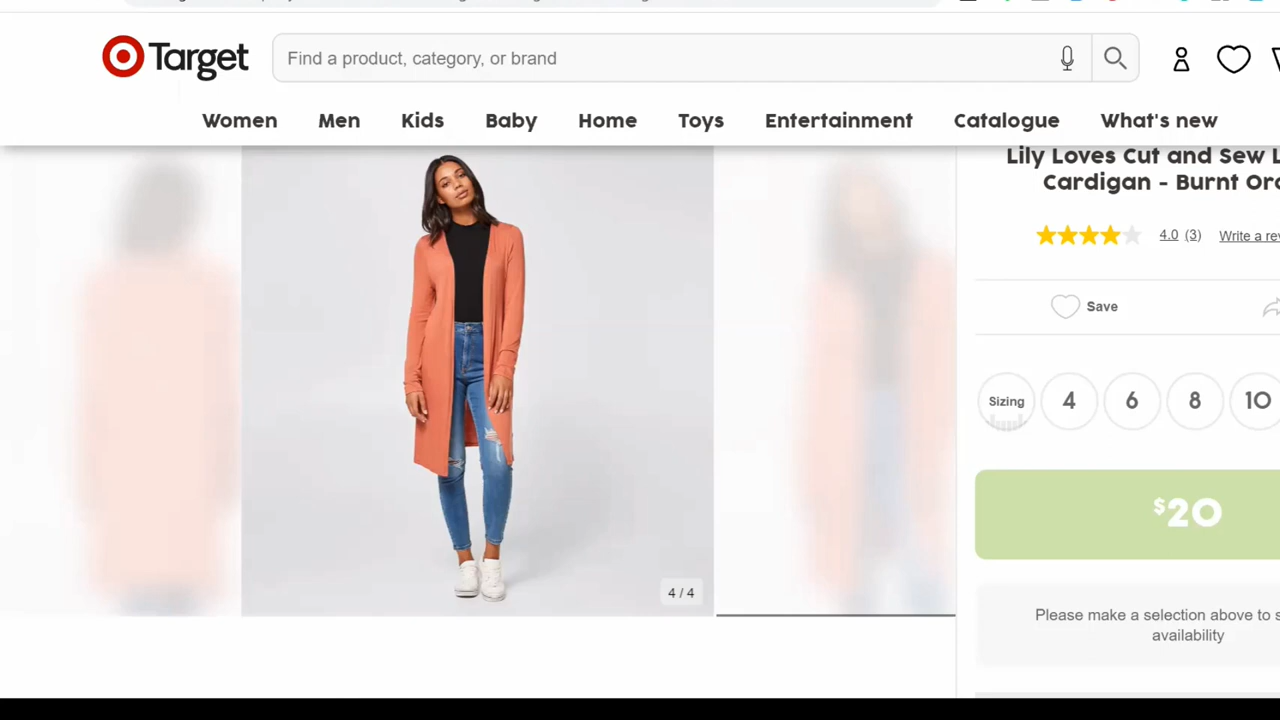 Target
Find a product, category, or brand
Women Men Kids Baby Home Toys Entertainment Catalogue What's new
Lily Loves Cut and Sew L
Cardigan - Burnt Ora
4.0 (3) Write a rev
Save
Sizing 4 6 8 10
$20
4 / 4
Please make a selection above to s
availability